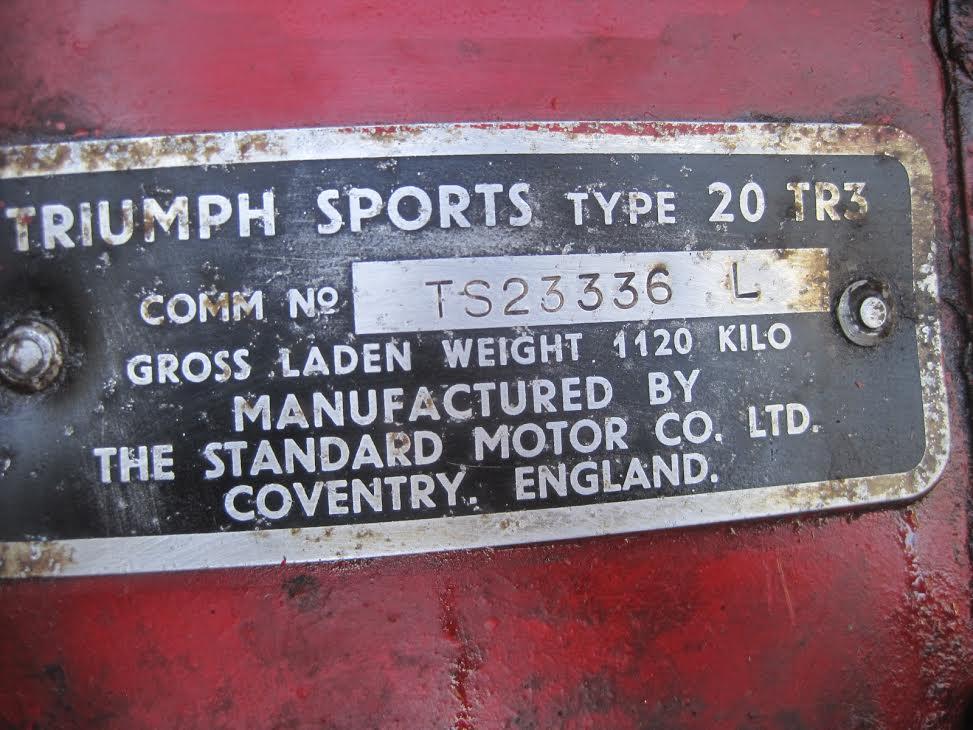 TRIUMPH SPORTS TYPE 20 TR3
COMM Nº TS23336 L
GROSS LADEN WEIGHT 1120 KILO
MANUFACTURED BY
THE STANDARD MOTOR CO. LTD.
COVENTRY. ENGLAND.